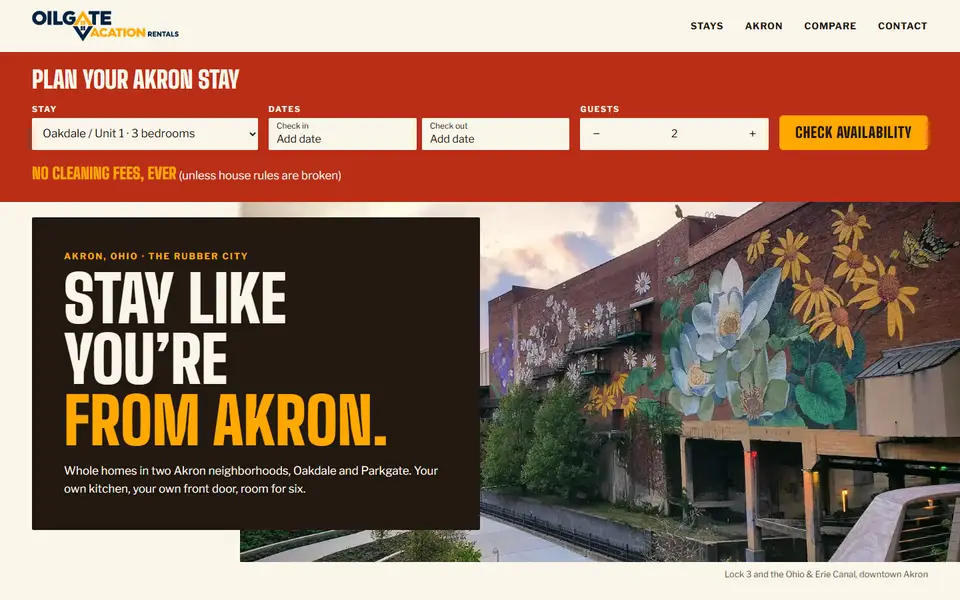 OILGATE
VACATION RENTALS
STAYS
AKRON
COMPARE
CONTACT
PLAN YOUR AKRON STAY
STAY
DATES
GUESTS
Oakdale / Unit 1 · 3 bedrooms
Check in
Add date
Check out
Add date
− 2 +
CHECK AVAILABILITY
NO CLEANING FEES, EVER (unless house rules are broken)
AKRON, OHIO · THE RUBBER CITY
STAY LIKE
YOU’RE
FROM AKRON.
Whole homes in two Akron neighborhoods, Oakdale and Parkgate. Your
own kitchen, your own front door, room for six.
Lock 3 and the Ohio & Erie Canal, downtown Akron